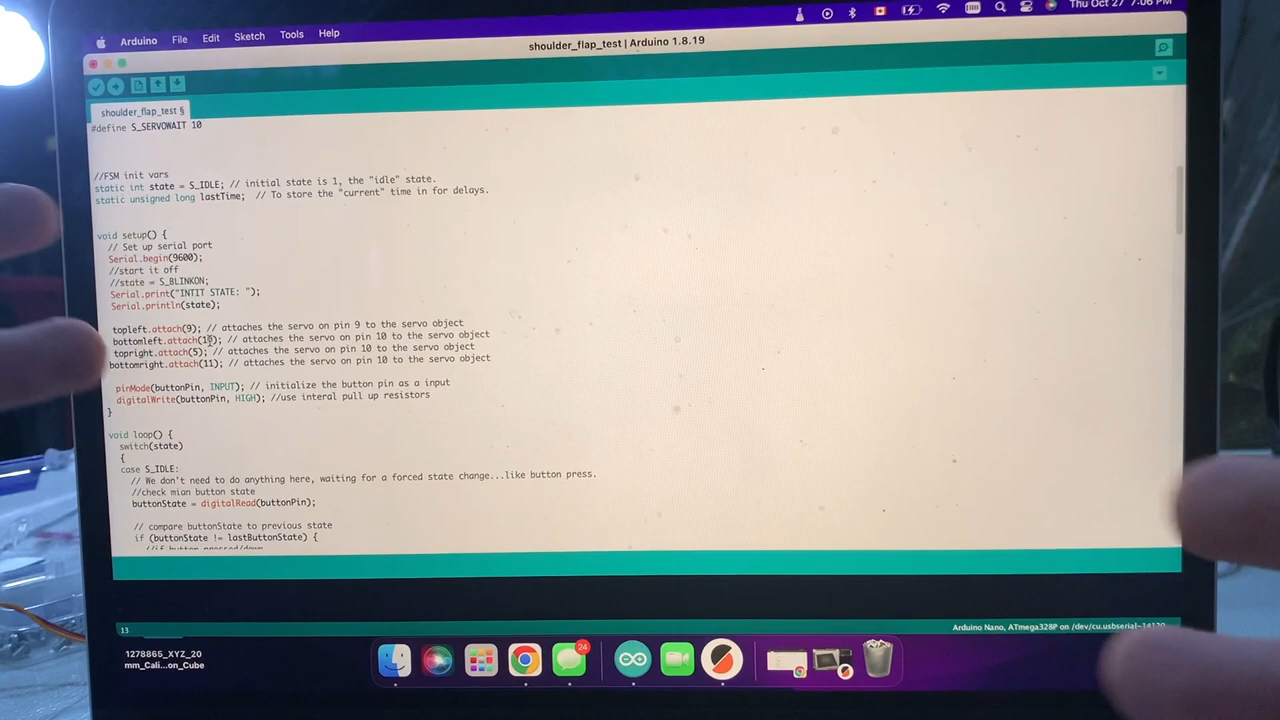 Arduino File Edit Sketch Tools Help
Thu Oct 27 7:06 PM
shoulder_flap_test | Arduino 1.8.19
shoulder_flap_test §
#define S_SERVOWAIT 10
//FSM init vars
static int state = S_IDLE; // initial state is 1, the "idle" state.
static unsigned long lastTime; // To store the "current" time in for delays.
void setup() {
// Set up serial port
Serial.begin(9600);
//start it off
//state = S_BLINKON;
Serial.print("INTIT STATE: ");
Serial.println(state);
topleft.attach(9); // attaches the servo on pin 9 to the servo object
bottomleft.attach(10); // attaches the servo on pin 10 to the servo object
topright.attach(5); // attaches the servo on pin 10 to the servo object
bottomright.attach(11); // attaches the servo on pin 10 to the servo object
pinMode(buttonPin, INPUT); // initialize the button pin as a input
digitalWrite(buttonPin, HIGH); //use interal pull up resistors
}
void loop() {
switch(state)
{
case S_IDLE:
// We don't need to do anything here, waiting for a forced state change...like button press.
//check mian button state
buttonState = digitalRead(buttonPin);
// compare buttonState to previous state
if (buttonState != lastButtonState) {
13
Arduino Nano, ATmega328P on /dev/cu.usbserial-14120
1278865_XYZ_20
mm_Cali...on_Cube
24